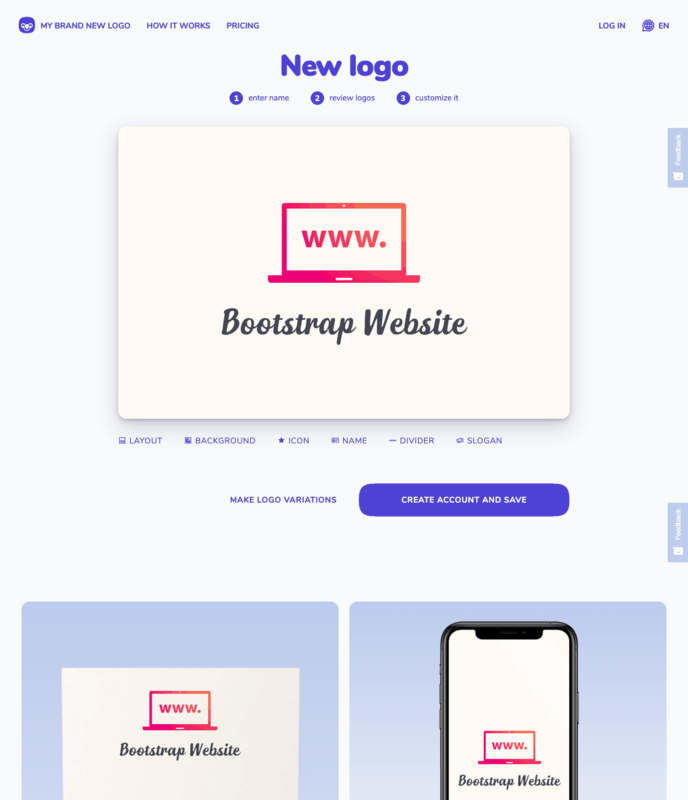 MY BRAND NEW LOGO HOW IT WORKS PRICING LOG IN EN
New logo
1 enter name 2 review logos 3 customize it
Feedback
www.
Bootstrap Website
LAYOUT BACKGROUND ICON NAME DIVIDER SLOGAN
MAKE LOGO VARIATIONS CREATE ACCOUNT AND SAVE
Feedback
www.
Bootstrap Website
www.
Bootstrap Website